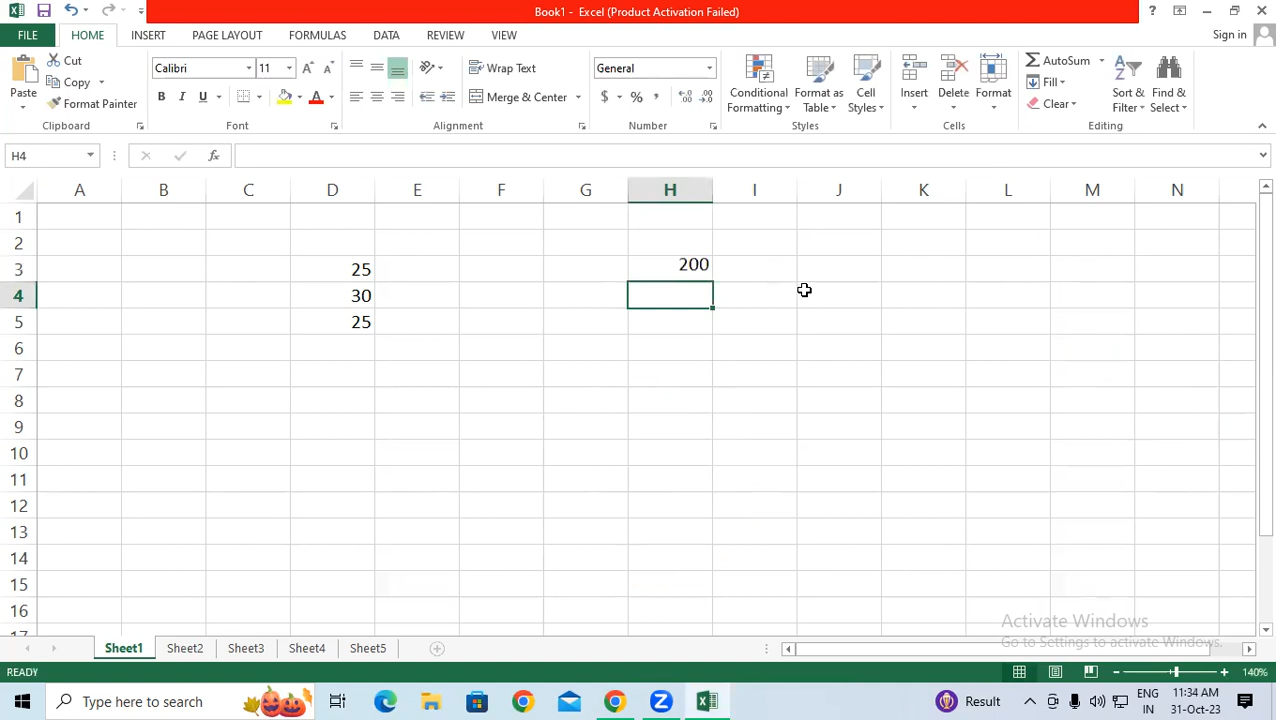 Book1 - Excel (Product Activation Failed)
?
FILE HOME INSERT PAGE LAYOUT FORMULAS DATA REVIEW VIEW Sign in
Cut
Copy
Format Painter
Paste
Clipboard
Calibri 11
B I U
Font
Wrap Text
Merge & Center
Alignment
General
$ %
Number
Conditional Formatting
Format as Table
Cell Styles
Styles
Insert Delete Format
Cells
AutoSum
Fill
Clear
Sort & Filter
Find & Select
Editing
H4 fx
A B C D E F G H I J K L M N
1
2
3 25 200
4 30
5 25
6
7
8
9
10
11
12
13
14
15
16
17
Activate Windows
Go to Settings to activate Windows.
Sheet1 Sheet2 Sheet3 Sheet4 Sheet5
READY 140%
Type here to search
Result
ENG
IN
11:34 AM
31-Oct-23